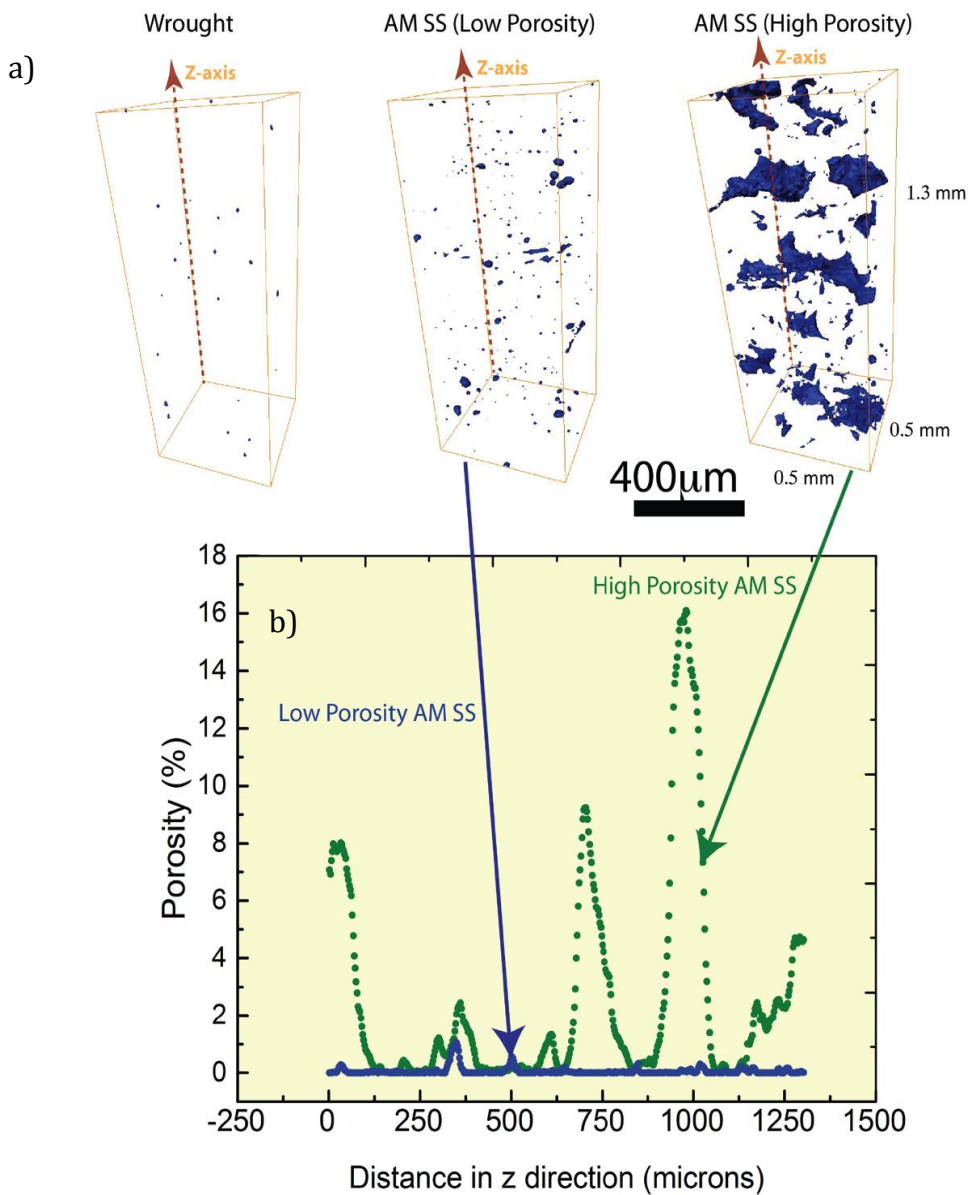 Wrought
AM SS (Low Porosity)
AM SS (High Porosity)
a)
Z-axis
Z-axis
Z-axis
1.3 mm
0.5 mm
0.5 mm
400μm
18
16
14
12
10
8
6
4
2
0
Porosity (%)
b)
High Porosity AM SS
Low Porosity AM SS
-250
0
250
500
750
1000
1250
1500
Distance in z direction (microns)